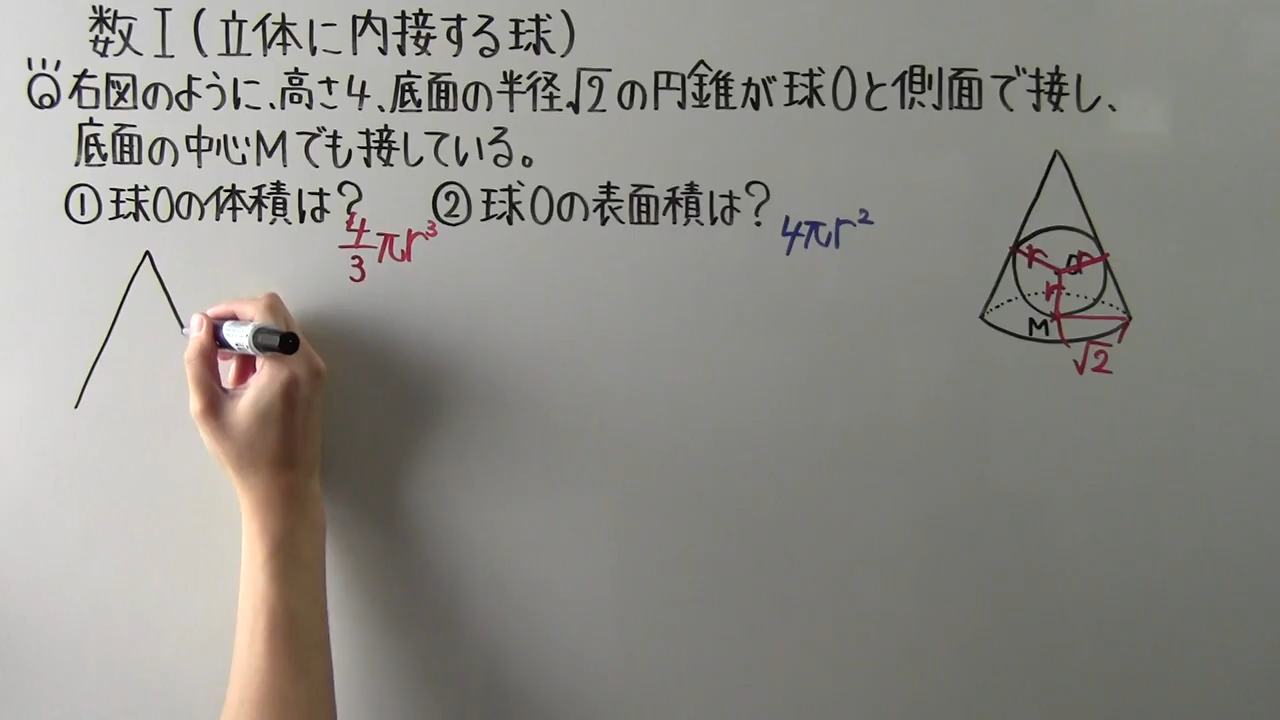 数I(立体に内接する球)
Q右図のように、高さ4、底面の半径√2の円錐が球Oと側面で接し、
底面の中心Mでも接している。
①球Oの体積は? ②球Oの表面積は?
4/3πr³ 4πr²
r O r
r
M
√2